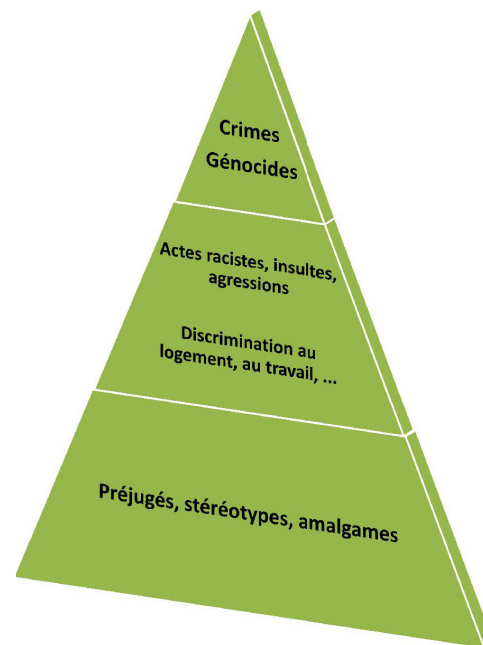 Crimes
Génocides
Actes racistes, insultes,
agressions
Discrimination au
logement, au travail, ...
Préjugés, stéréotypes, amalgames